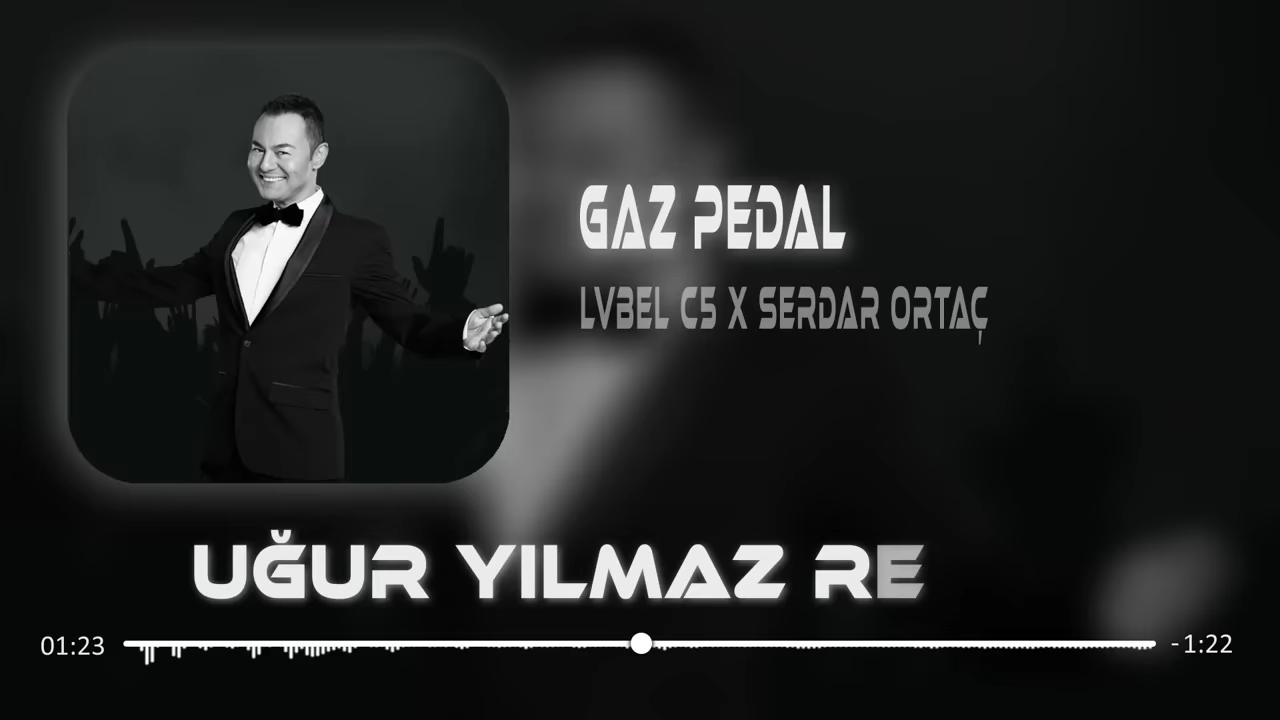 GAZ PEDAL
LVBEL C5 X SERDAR ORTAÇ
UĞUR YILMAZ RE
01:23
-1:22